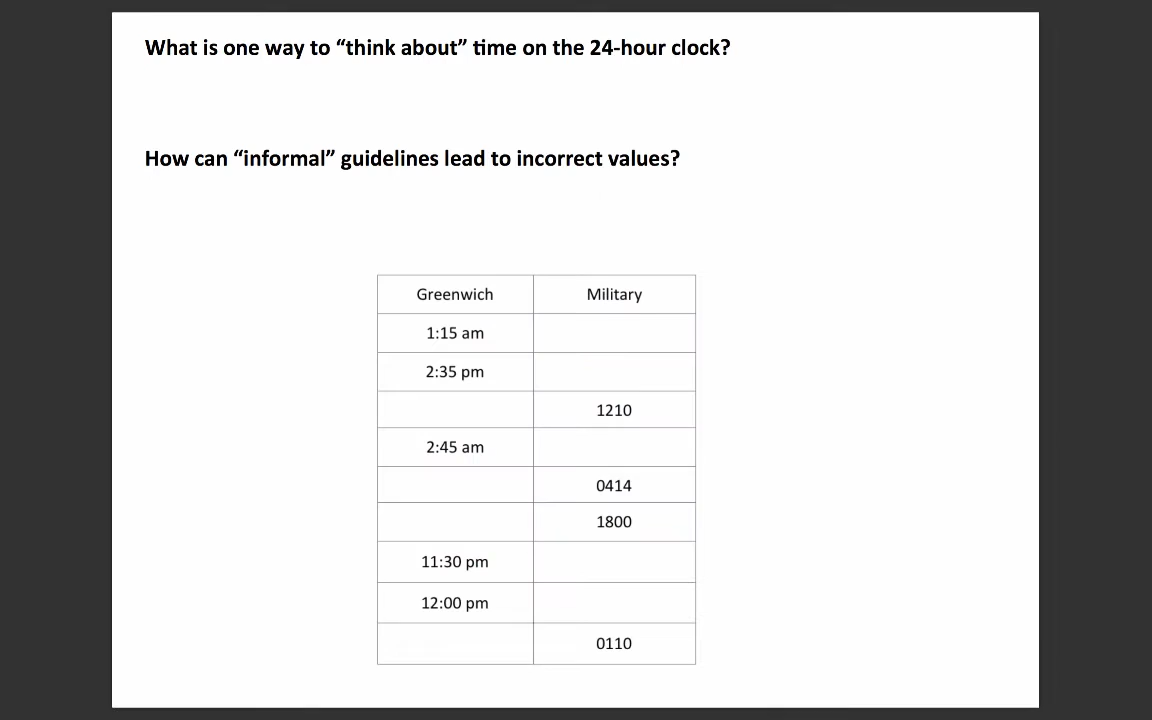 What is one way to “think about” time on the 24-hour clock?
How can “informal” guidelines lead to incorrect values?
Greenwich Military
1:15 am
2:35 pm
1210
2:45 am
0414
1800
11:30 pm
12:00 pm
0110